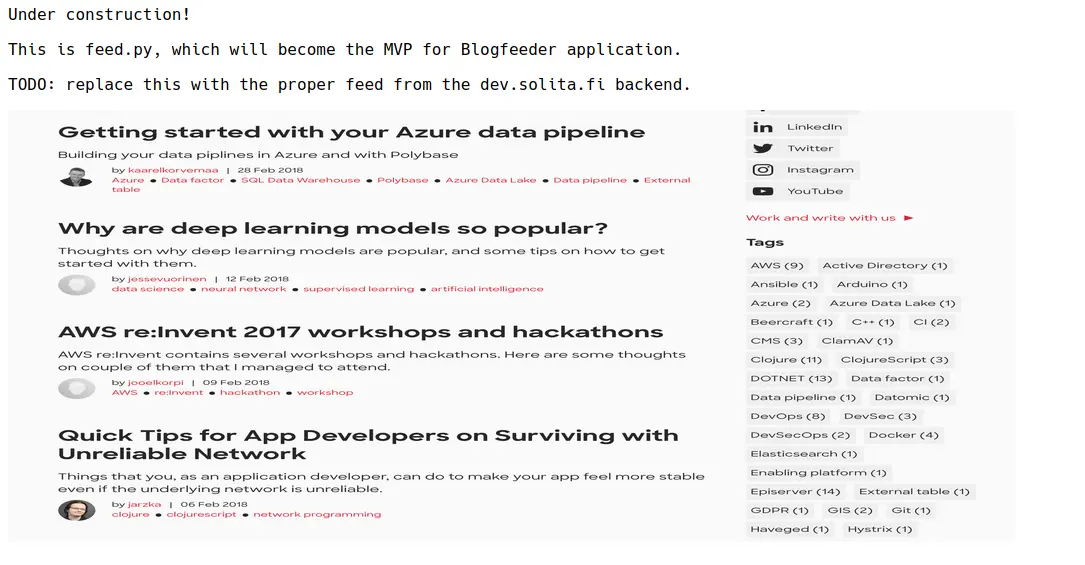 Under construction!
This is feed.py, which will become the MVP for Blogfeeder application.
TODO: replace this with the proper feed from the dev.solita.fi backend.
Getting started with your Azure data pipeline
Building your data piplines in Azure and with Polybase
by kaarelkorvemaa | 28 Feb 2018
Azure • Data factor • SQL Data Warehouse • Polybase • Azure Data Lake • Data pipeline • External
table
Why are deep learning models so popular?
Thoughts on why deep learning models are popular, and some tips on how to get
started with them.
by jessevuorinen | 12 Feb 2018
data science • neural network • supervised learning • artificial intelligence
AWS re:Invent 2017 workshops and hackathons
AWS re:Invent contains several workshops and hackathons. Here are some thoughts
on couple of them that I managed to attend.
by jooelkorpi | 09 Feb 2018
AWS • re:Invent • hackathon • workshop
Quick Tips for App Developers on Surviving with
Unreliable Network
Things that you, as an application developer, can do to make your app feel more stable
even if the underlying network is unreliable.
by jarzka | 06 Feb 2018
clojure • clojurescript • network programming
LinkedIn
Twitter
Instagram
YouTube
Work and write with us ►
Tags
AWS (9) Active Directory (1)
Ansible (1) Arduino (1)
Azure (2) Azure Data Lake (1)
Beercraft (1) C++ (1) CI (2)
CMS (3) ClamAV (1)
Clojure (11) ClojureScript (3)
DOTNET (13) Data factor (1)
Data pipeline (1) Datomic (1)
DevOps (8) DevSec (3)
DevSecOps (2) Docker (4)
Elasticsearch (1)
Enabling platform (1)
Episerver (14) External table (1)
GDPR (1) GIS (2) Git (1)
Haveged (1) Hystrix (1)